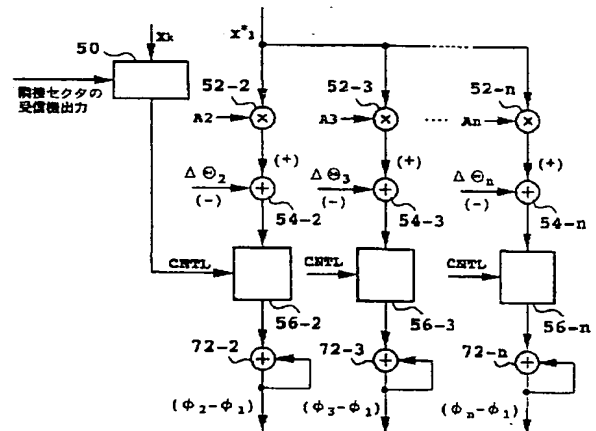 50
Xk
X*1
隣接セクタの
受信機出力
52-2
52-3
52-n
A2
A3
.... An
(+)
(+)
(+)
ΔΘ2
ΔΘ3
ΔΘn
(-)
(-)
(-)
54-2
54-3
54-n
CNTL
CNTL
CNTL
56-2
56-3
56-n
72-2
72-3
72-n
(φ2-φ1)
(φ3-φ1)
(φn-φ1)